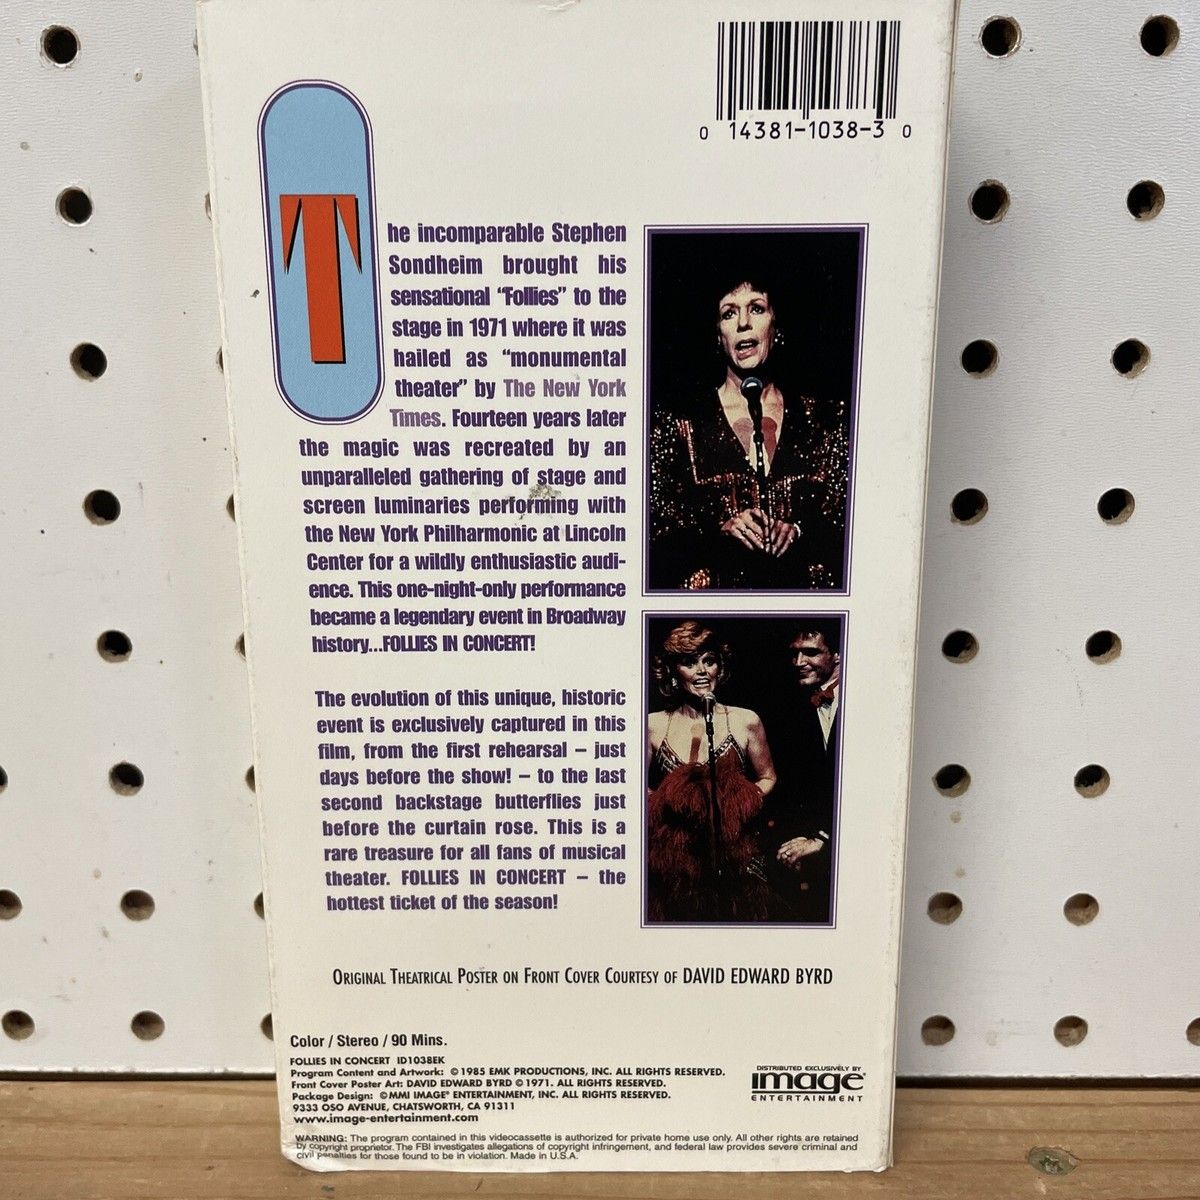 0 14381-1038-3 0
The incomparable Stephen
Sondheim brought his
sensational “Follies” to the
stage in 1971 where it was
hailed as “monumental
theater” by The New York
Times. Fourteen years later
the magic was recreated by an
unparalleled gathering of stage and
screen luminaries performing with
the New York Philharmonic at Lincoln
Center for a wildly enthusiastic audi-
ence. This one-night-only performance
became a legendary event in Broadway
history...FOLLIES IN CONCERT!
The evolution of this unique, historic
event is exclusively captured in this
film, from the first rehearsal – just
days before the show! – to the last
second backstage butterflies just
before the curtain rose. This is a
rare treasure for all fans of musical
theater. FOLLIES IN CONCERT – the
hottest ticket of the season!
ORIGINAL THEATRICAL POSTER ON FRONT COVER COURTESY OF DAVID EDWARD BYRD
Color / Stereo / 90 Mins.
FOLLIES IN CONCERT ID1038EK
Program Content and Artwork: ©1985 EMK PRODUCTIONS, INC. ALL RIGHTS RESERVED.
Front Cover Poster Art: DAVID EDWARD BYRD ©1971. ALL RIGHTS RESERVED.
Package Design: ©MMI IMAGE® ENTERTAINMENT, INC. ALL RIGHTS RESERVED.
9333 OSO AVENUE, CHATSWORTH, CA 91311
www.image-entertainment.com
DISTRIBUTED EXCLUSIVELY BY
image®
ENTERTAINMENT
WARNING: The program contained in this videocassette is authorized for private home use only. All other rights are retained
by copyright proprietor. The FBI investigates allegations of copyright infringement, and federal law provides severe criminal and
civil penalties for those found to be in violation. Made in U.S.A.